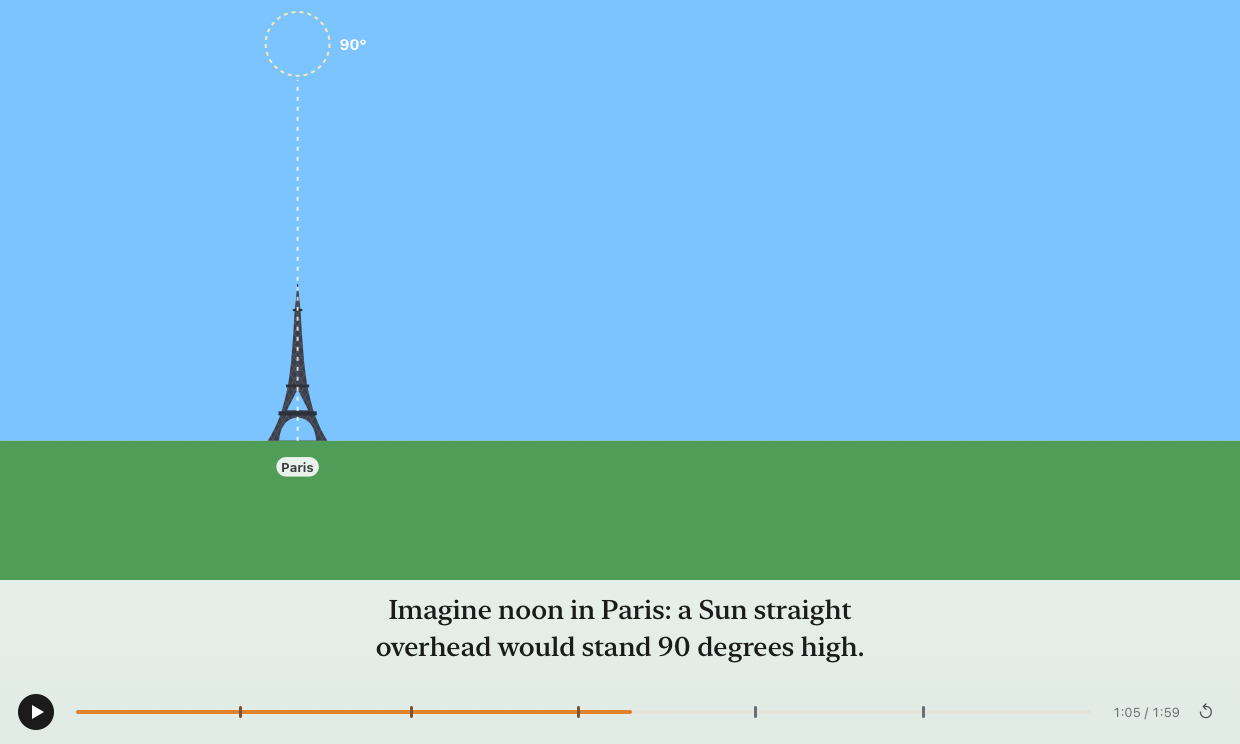 90°
Paris
Imagine noon in Paris: a Sun straight
overhead would stand 90 degrees high.
1:05 / 1:59